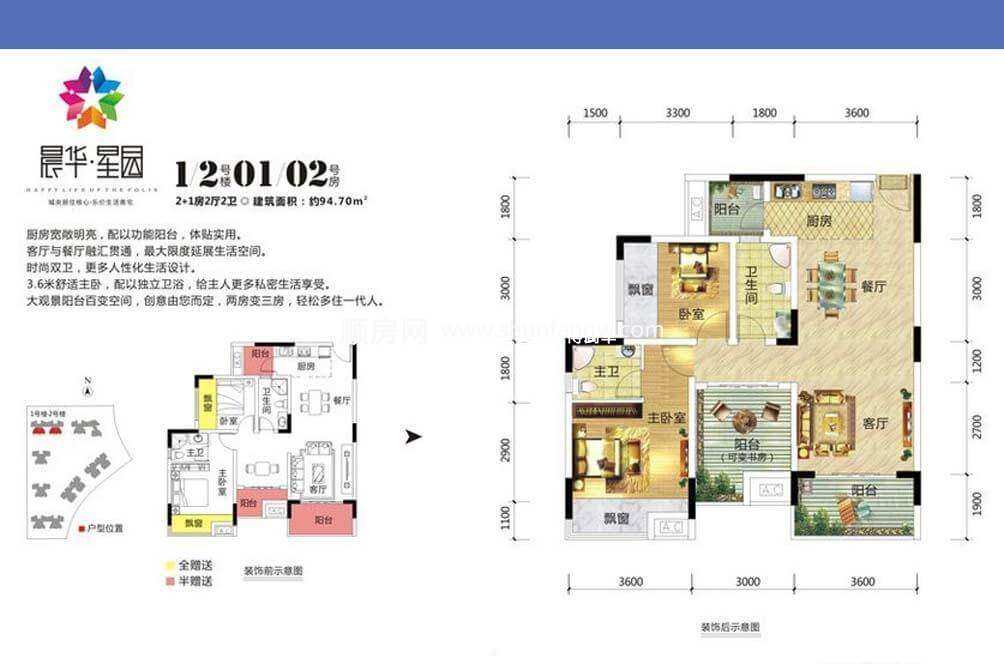 晨华·星园
HAPPY LIFE OF THE POLIS
城央居住核心·乐价生活美宅
1/2号楼01/02号房
2+1房2厅2卫 建筑面积：约94.70m²
厨房宽敞明亮，配以功能阳台，体贴实用。
客厅与餐厅融汇贯通，最大限度延展生活空间。
时尚双卫，更多人性化生活设计。
3.6米舒适主卧，配以独立卫浴，给主人更多私密生活享受。
大观景阳台百变空间，创意由您而定，两房变三房，轻松多住一代人。
N
1号楼·2号楼
户型位置
阳台
厨房
飘窗
卧室
卫生间
餐厅
主卫
主卧室
客厅
阳台
飘窗
阳台
全赠送
半赠送
装饰前示意图
1500 3300 1800 3600
1800
3000
1800
2900
1100
1800
3000
1200
2700
1900
阳台
厨房
飘窗
卧室
卫生间
餐厅
顺房网 www.shunfangw.com
主卫
主卧室
阳台
（可变书房）
客厅
飘窗
AC
AC
阳台
3600 3000 3600
装饰后示意图